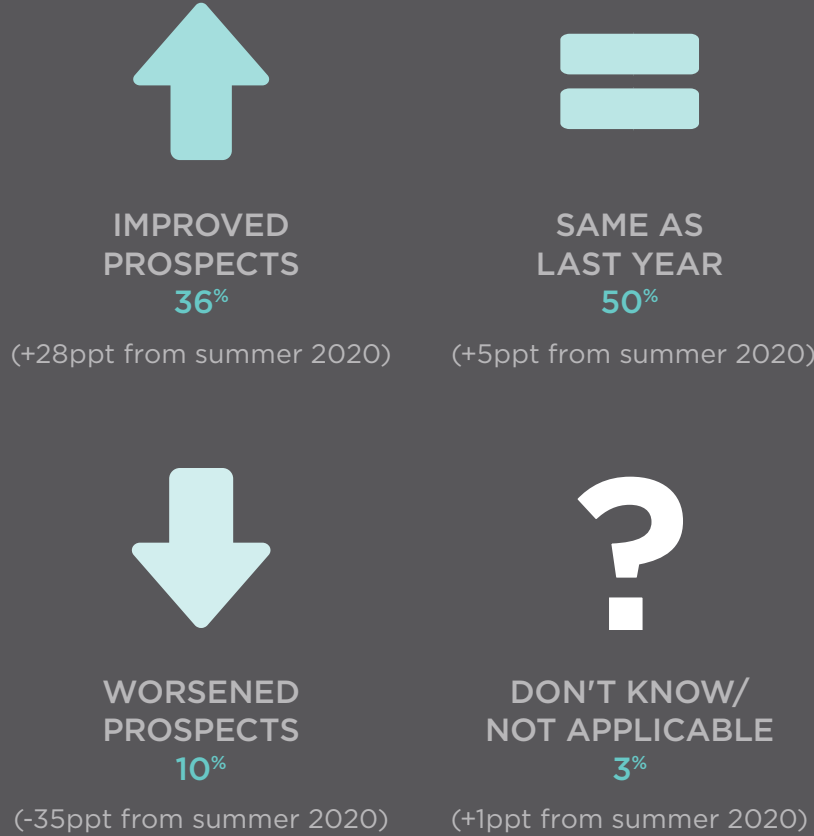 IMPROVED
PROSPECTS
36%
(+28ppt from summer 2020)
SAME AS
LAST YEAR
50%
(+5ppt from summer 2020)
WORSENED
PROSPECTS
10%
(-35ppt from summer 2020)
?
DON'T KNOW/
NOT APPLICABLE
3%
(+1ppt from summer 2020)